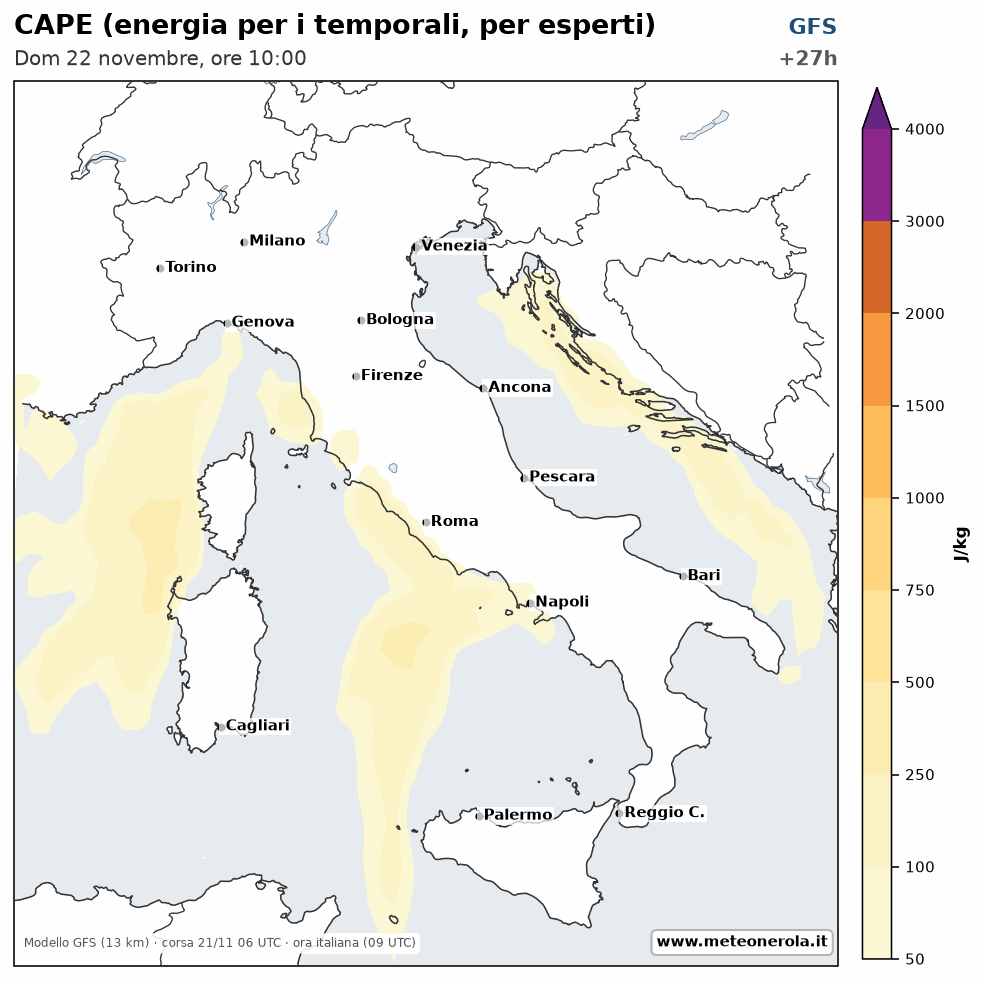 CAPE (energia per i temporali, per esperti)
GFS
Dom 22 novembre, ore 10:00
+27h
Milano
Venezia
Torino
Genova
Bologna
Firenze
Ancona
Pescara
Roma
Bari
Napoli
Cagliari
Palermo
Reggio C.
4000
3000
2000
1500
1000
750
500
250
100
50
J/kg
Modello GFS (13 km) · corsa 21/11 06 UTC · ora italiana (09 UTC)
www.meteonerola.it